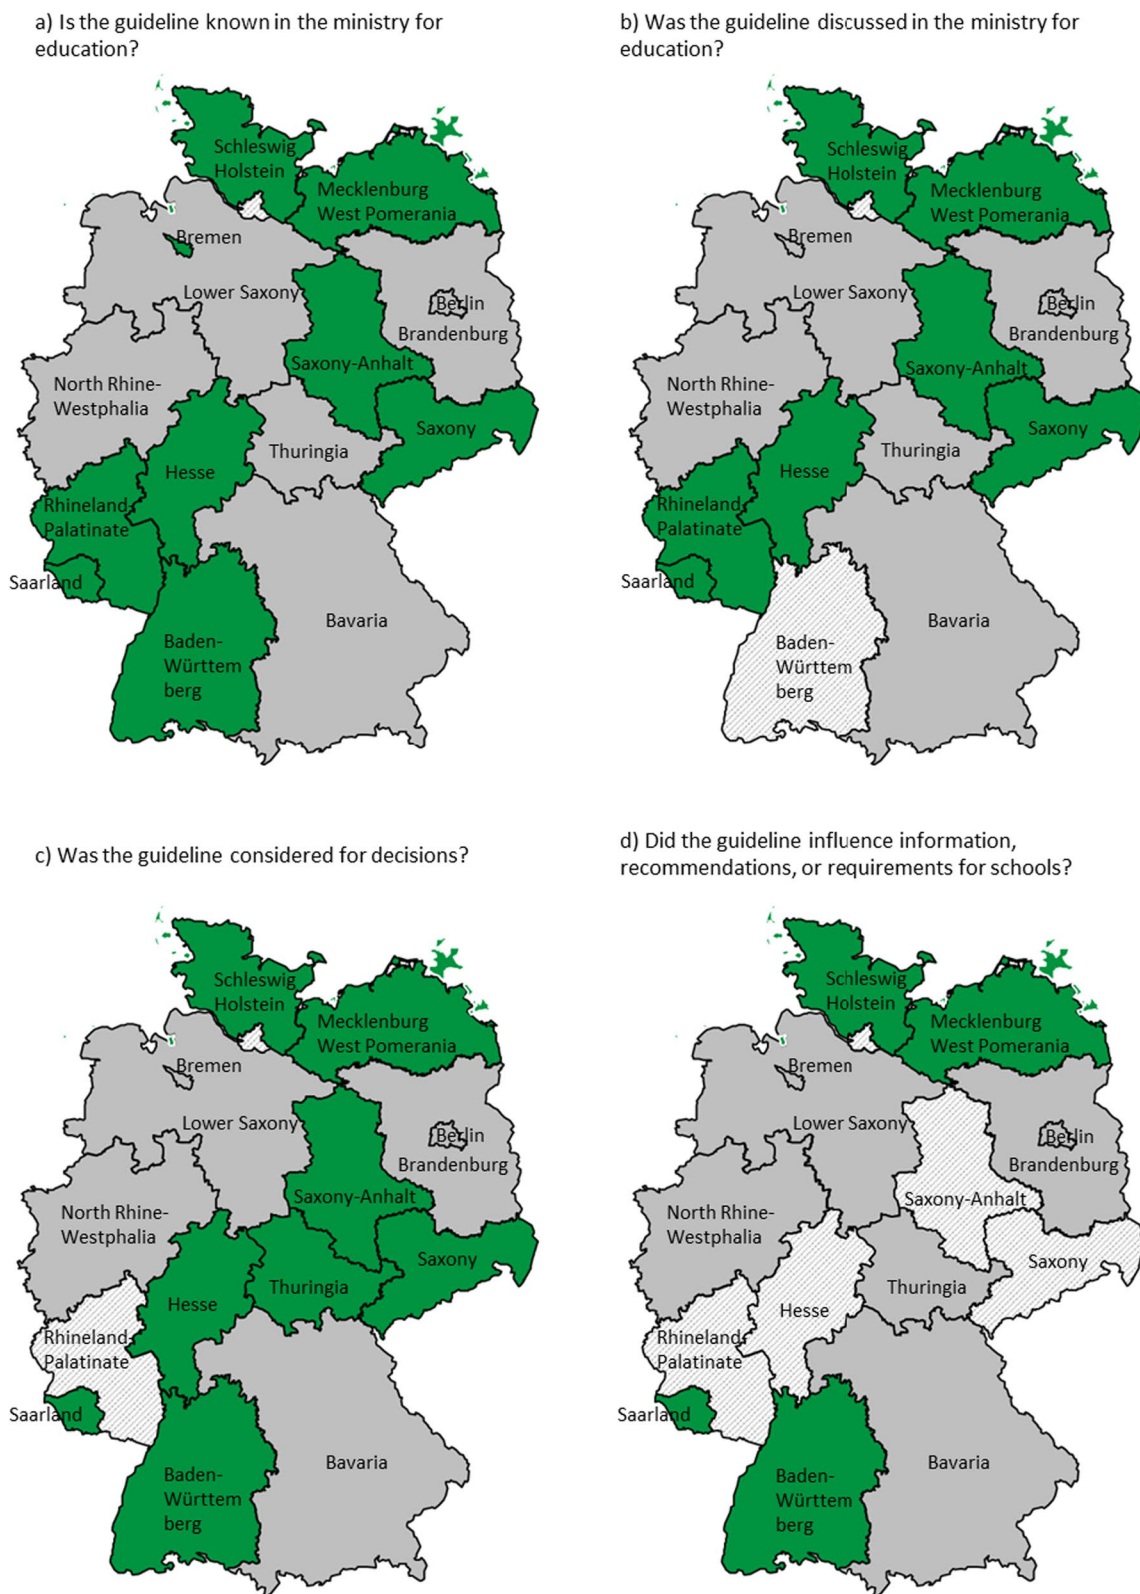 a) Is the guideline known in the ministry for
education?
Schleswig
Holstein
Mecklenburg
West Pomerania
Bremen
Lower Saxony
Berlin
Brandenburg
Saxony-Anhalt
North Rhine-
Westphalia
Saxony
Thuringia
Hesse
Rhineland-
Palatinate
Saarland
Bavaria
Baden-
Württem
berg
b) Was the guideline discussed in the ministry for
education?
Schleswig
Holstein
Mecklenburg
West Pomerania
Bremen
Lower Saxony
Berlin
Brandenburg
Saxony-Anhalt
North Rhine-
Westphalia
Saxony
Thuringia
Hesse
Rhineland-
Palatinate
Saarland
Bavaria
Baden-
Württem
berg
c) Was the guideline considered for decisions?
Schleswig
Holstein
Mecklenburg
West Pomerania
Bremen
Lower Saxony
Berlin
Brandenburg
Saxony-Anhalt
North Rhine-
Westphalia
Saxony
Thuringia
Hesse
Rhineland-
Palatinate
Saarland
Bavaria
Baden-
Württem
berg
d) Did the guideline influence information,
recommendations, or requirements for schools?
Schleswig
Holstein
Mecklenburg
West Pomerania
Bremen
Lower Saxony
Berlin
Brandenburg
Saxony-Anhalt
North Rhine-
Westphalia
Saxony
Thuringia
Hesse
Rhineland-
Palatinate
Saarland
Bavaria
Baden-
Württem
berg